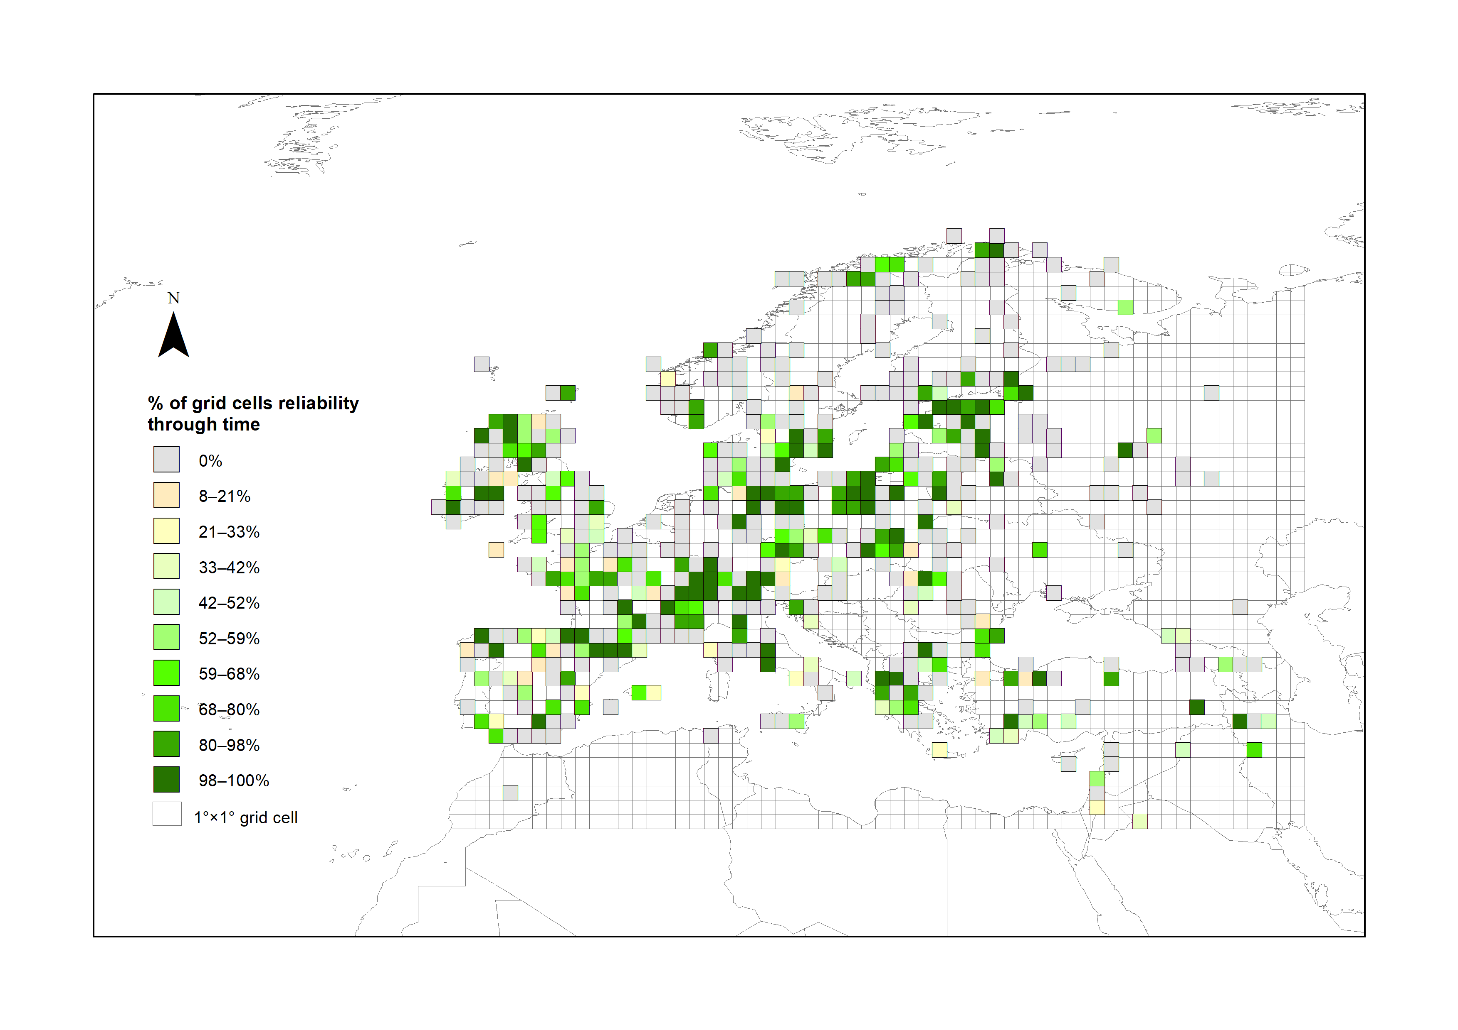 N
% of grid cells reliability
through time
0%
8–21%
21–33%
33–42%
42–52%
52–59%
59–68%
68–80%
80–98%
98–100%
1°×1° grid cell